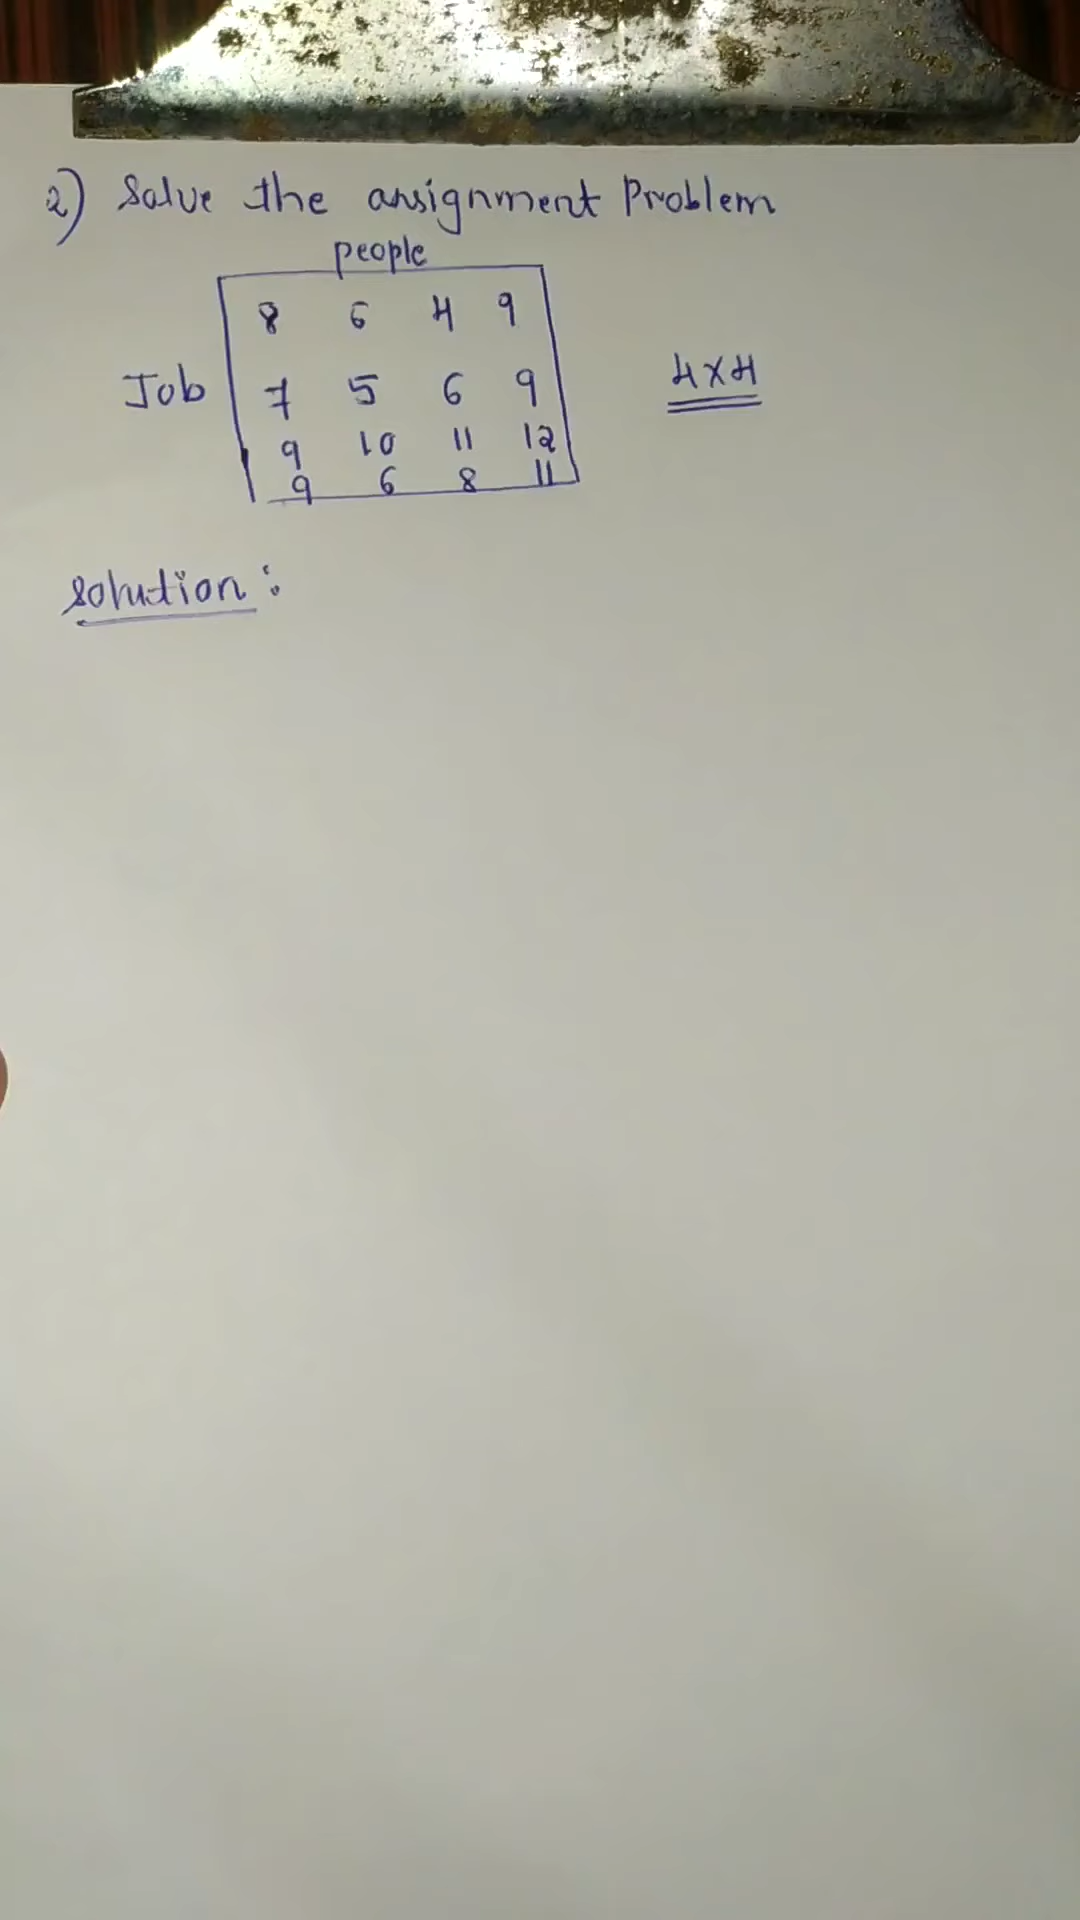 2) Solve the assignment Problem
people
8 6 4 9
Job 7 5 6 9 4x4
9 10 11 12
9 6 8 11
solution :